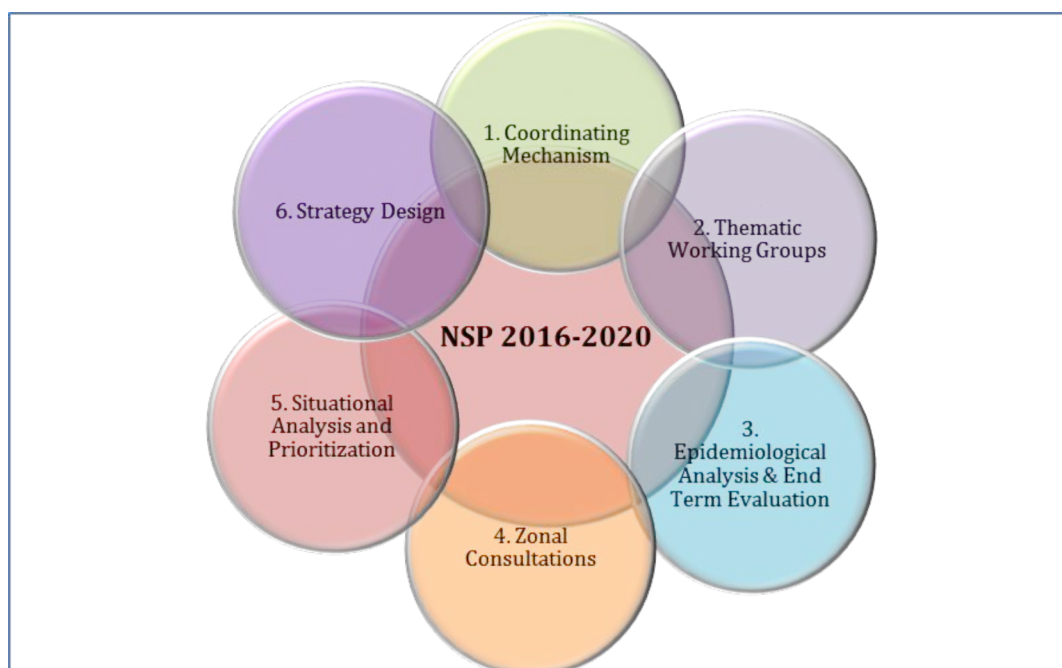 1. Coordinating
Mechanism
2. Thematic
Working Groups
3.
Epidemiological
Analysis & End
Term Evaluation
4. Zonal
Consultations
5. Situational
Analysis and
Prioritization
6. Strategy Design
NSP 2016-2020